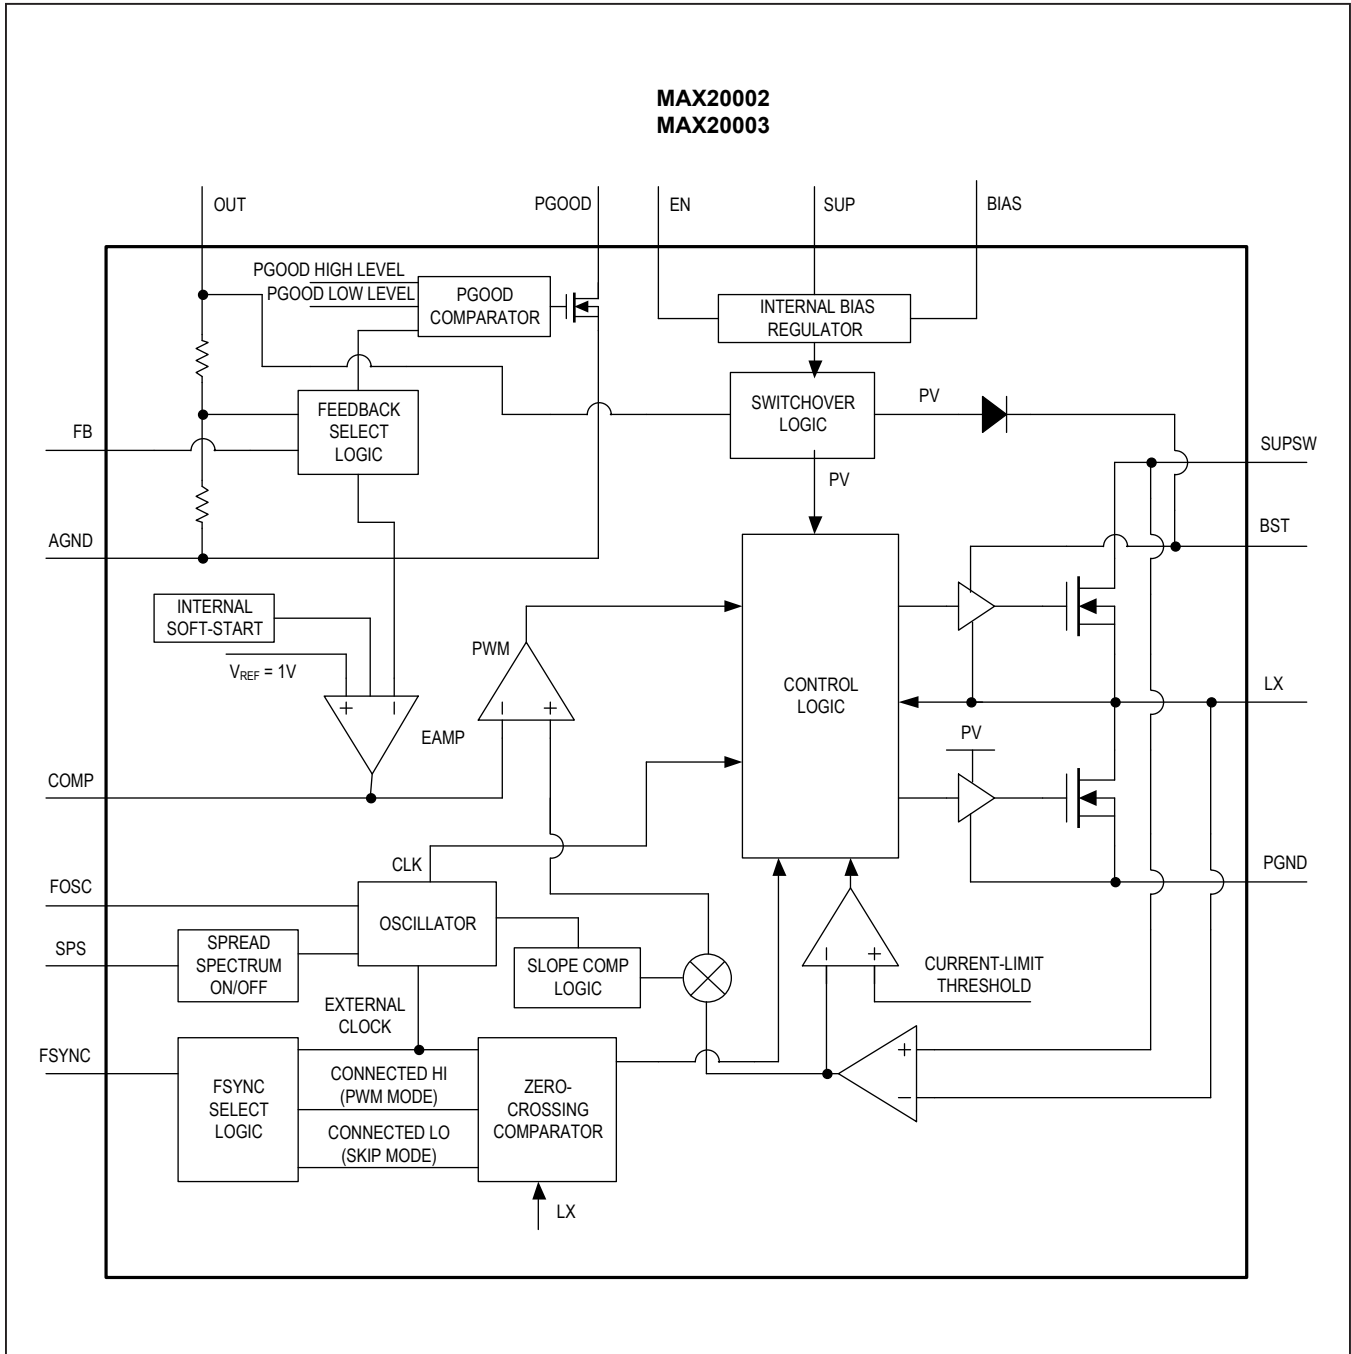 MAX20002
MAX20003
OUT
PGOOD
EN
SUP
BIAS
PGOOD HIGH LEVEL
PGOOD LOW LEVEL
PGOOD
COMPARATOR
INTERNAL BIAS
REGULATOR
FEEDBACK
SELECT
LOGIC
SWITCHOVER
LOGIC
PV
FB
SUPSW
PV
AGND
BST
INTERNAL
SOFT-START
VREF = 1V
PWM
CONTROL
LOGIC
LX
+
–
–
+
EAMP
PV
COMP
CLK
FOSC
OSCILLATOR
PGND
SPS
SPREAD
SPECTRUM
ON/OFF
SLOPE COMP
LOGIC
–
+
CURRENT-LIMIT
THRESHOLD
EXTERNAL
CLOCK
FSYNC
FSYNC
SELECT
LOGIC
CONNECTED HI
(PWM MODE)
CONNECTED LO
(SKIP MODE)
ZERO-
CROSSING
COMPARATOR
+
–
LX